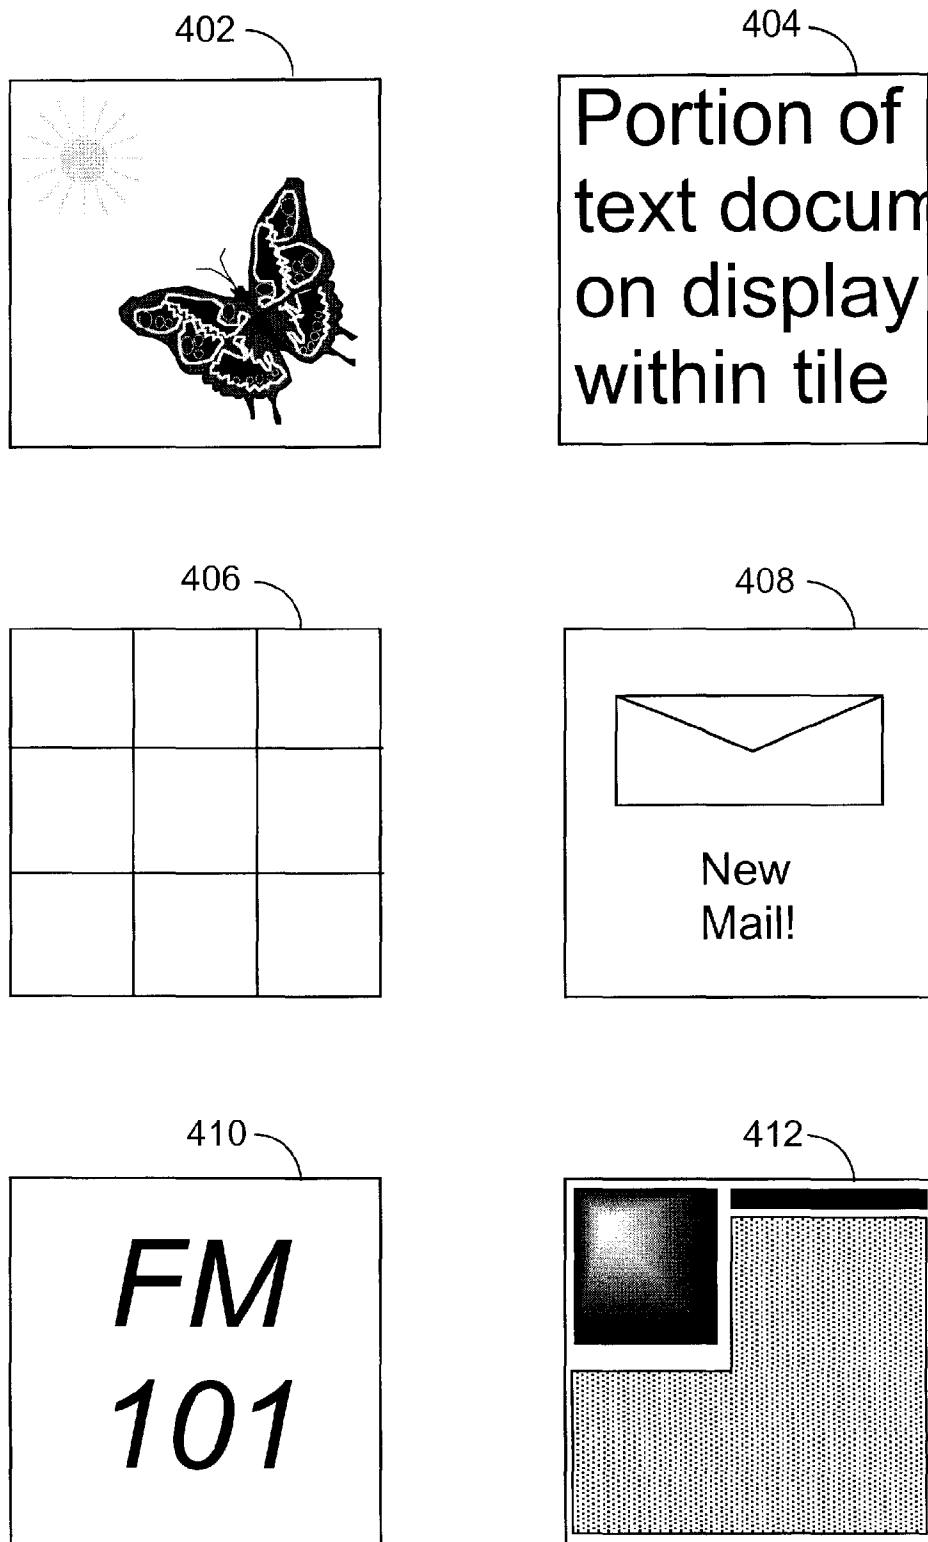 402
404
Portion of
text docum
on display
within tile
406
408
New
Mail!
410
412
FM
101